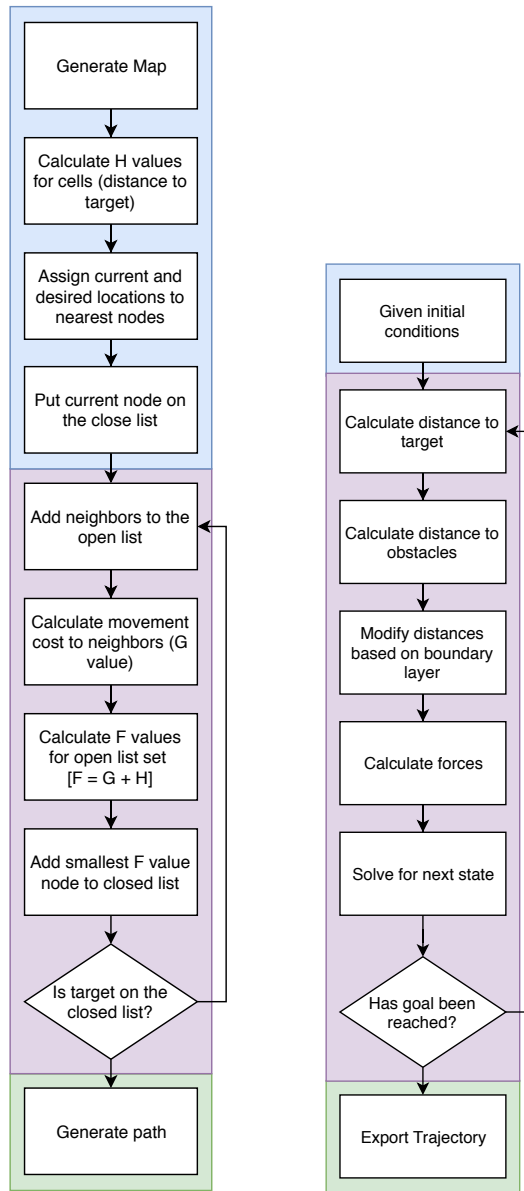 Generate Map
Calculate H values
for cells (distance to
target)
Assign current and
desired locations to
nearest nodes
Put current node on
the close list
Add neighbors to the
open list
Calculate movement
cost to neighbors (G
value)
Calculate F values
for open list set
[F = G + H]
Add smallest F value
node to closed list
Is target on the
closed list?
Generate path
Given initial
conditions
Calculate distance to
target
Calculate distance to
obstacles
Modify distances
based on boundary
layer
Calculate forces
Solve for next state
Has goal been
reached?
Export Trajectory